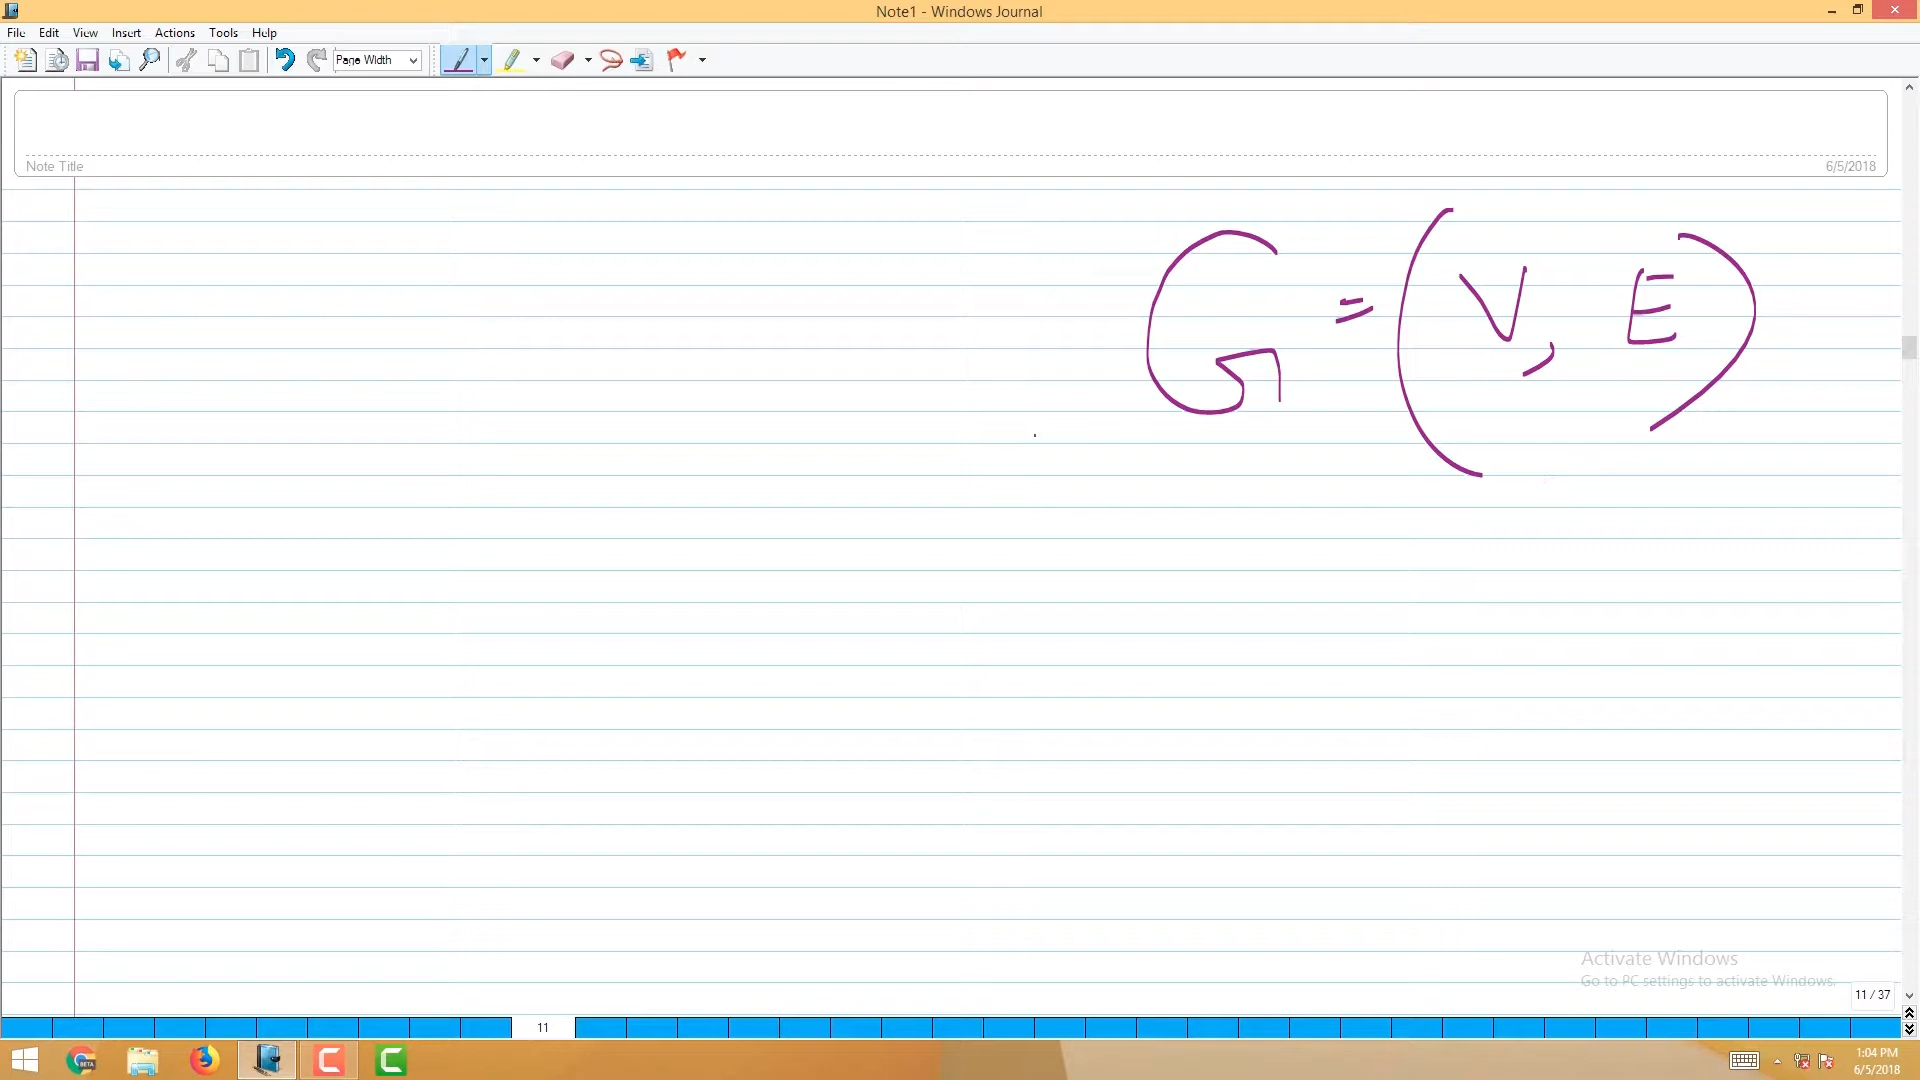 Note1 - Windows Journal
File Edit View Insert Actions Tools Help
Page Width
Note Title 6/5/2018
G = (V, E)
Activate Windows
Go to PC settings to activate Windows.
11 / 37
11
BETA
1:04 PM
6/5/2018